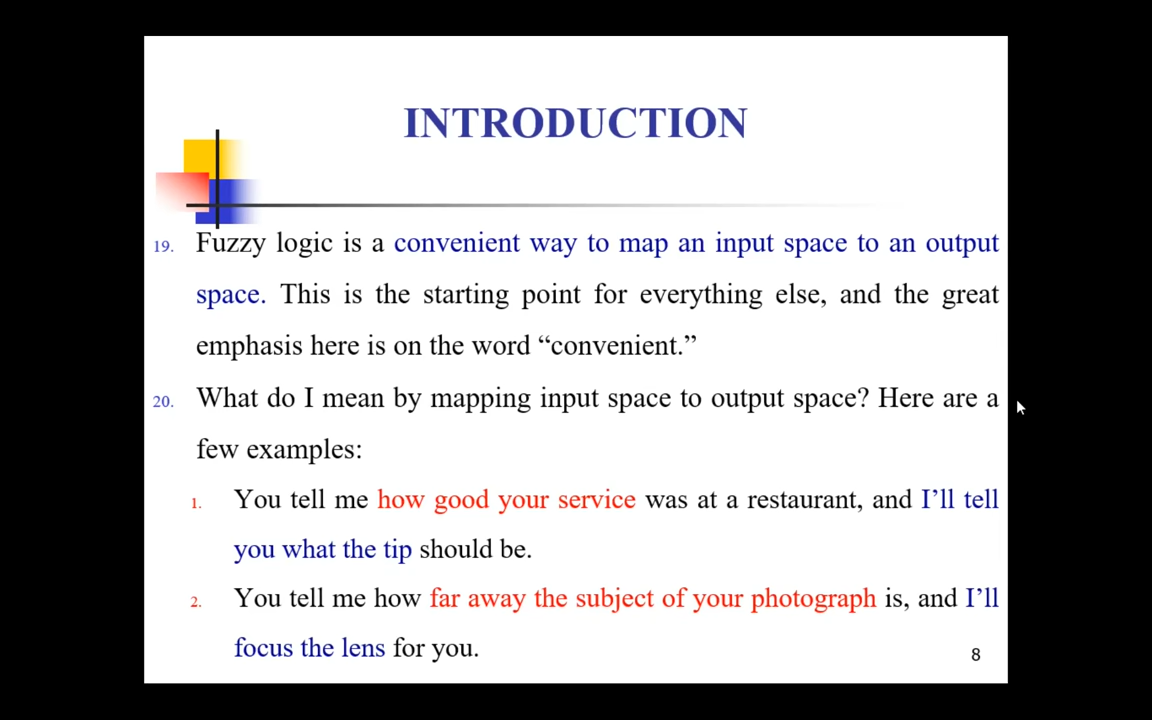 INTRODUCTION
19. Fuzzy logic is a convenient way to map an input space to an output
space. This is the starting point for everything else, and the great
emphasis here is on the word “convenient.”
20. What do I mean by mapping input space to output space? Here are a
few examples:
1. You tell me how good your service was at a restaurant, and I’ll tell
you what the tip should be.
2. You tell me how far away the subject of your photograph is, and I’ll
focus the lens for you.
8